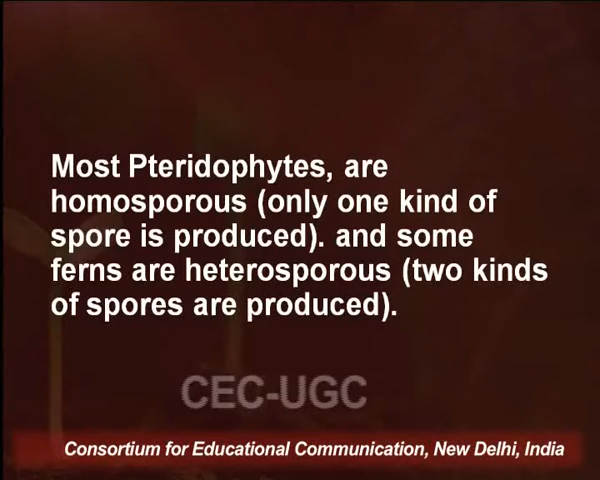 Most Pteridophytes, are
homosporous (only one kind of
spore is produced). and some
ferns are heterosporous (two kinds
of spores are produced).
CEC-UGC
Consortium for Educational Communication, New Delhi, India